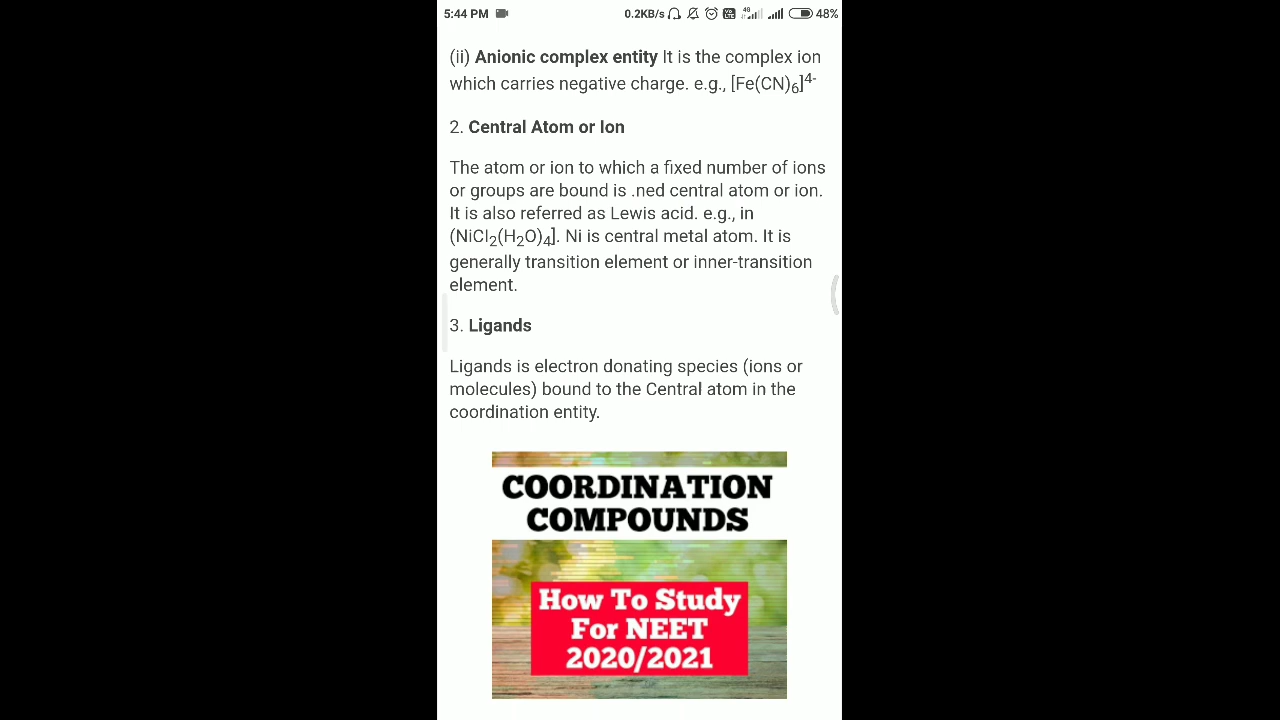 5:44 PM 0.2KB/s 4G 48%
(ii) Anionic complex entity It is the complex ion
which carries negative charge. e.g., [Fe(CN)₆]⁴⁻
2. Central Atom or Ion
The atom or ion to which a fixed number of ions
or groups are bound is .ned central atom or ion.
It is also referred as Lewis acid. e.g., in
(NiCI₂(H₂O)₄]. Ni is central metal atom. It is
generally transition element or inner-transition
element.
3. Ligands
Ligands is electron donating species (ions or
molecules) bound to the Central atom in the
coordination entity.
COORDINATION
COMPOUNDS
How To Study
For NEET
2020/2021